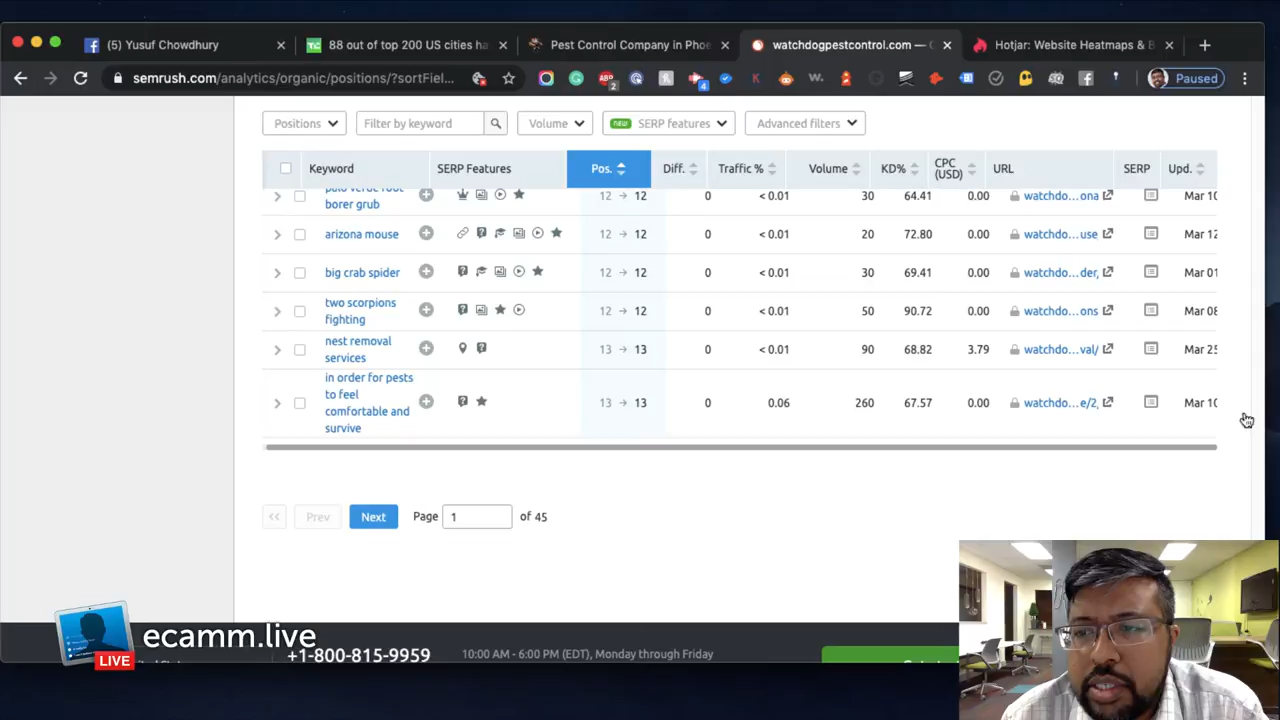 (5) Yusuf Chowdhury
88 out of top 200 US cities ha
Pest Control Company in Phoe
watchdogpestcontrol.com —
Hotjar: Website Heatmaps & B
semrush.com/analytics/organic/positions/?sortFiel...
ABP
2
4
K
w.
Paused
Positions
Filter by keyword
Volume
new SERP features
Advanced filters
Keyword
SERP Features
Pos.
Diff.
Traffic %
Volume
KD%
CPC (USD)
URL
SERP
Upd.
palo verde root
borer grub
12 → 12 0 < 0.01 30 64.41 0.00 watchdo...ona Mar 10
arizona mouse 12 → 12 0 < 0.01 20 72.80 0.00 watchdo...use Mar 12
big crab spider 12 → 12 0 < 0.01 30 69.41 0.00 watchdo...der, Mar 01
two scorpions
fighting
12 → 12 0 < 0.01 50 90.72 0.00 watchdo...ons Mar 08
nest removal
services
13 → 13 0 < 0.01 90 68.82 3.79 watchdo...val/ Mar 25
in order for pests
to feel
comfortable and
survive
13 → 13 0 0.06 260 67.57 0.00 watchdo...e/2, Mar 10
Prev
Next
Page 1 of 45
ecamm.live
LIVE
+1-800-815-9959
10:00 AM - 6:00 PM (EDT), Monday through Friday